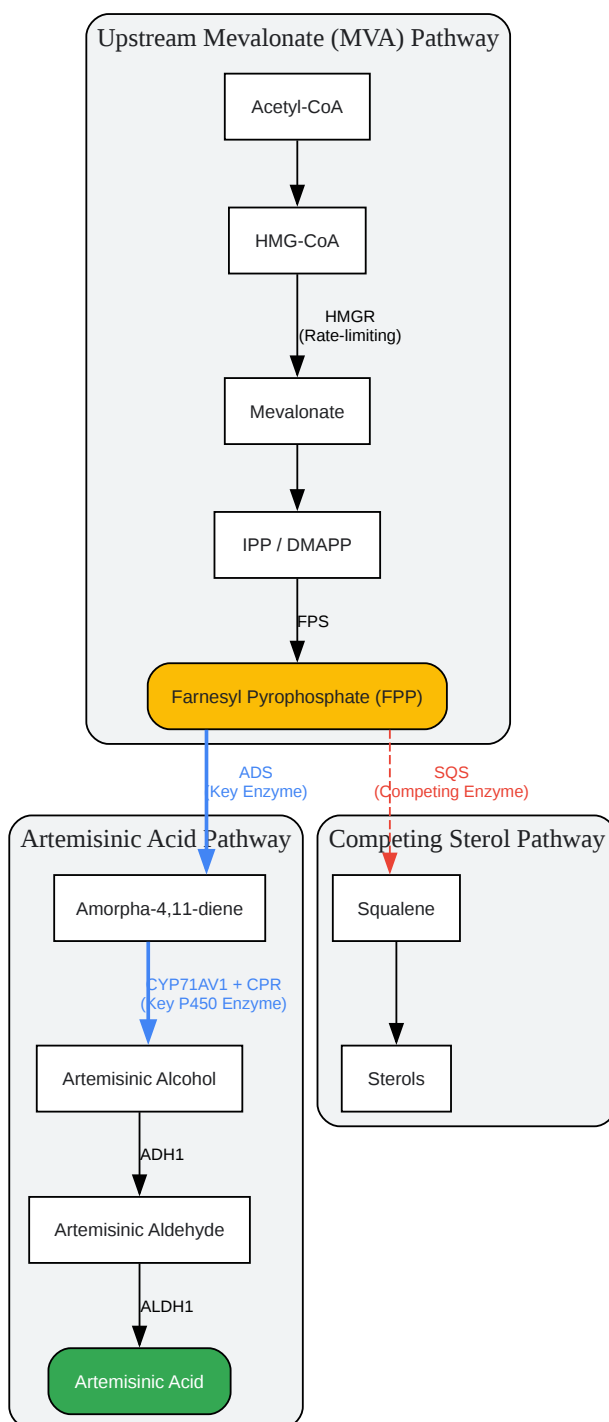 Upstream Mevalonate (MVA) Pathway
Acetyl-CoA
HMG-CoA
HMGR
(Rate-limiting)
Mevalonate
IPP / DMAPP
FPS
Farnesyl Pyrophosphate (FPP)
ADS
(Key Enzyme)
SQS
(Competing Enzyme)
Artemisinic Acid Pathway
Amorpha-4,11-diene
CYP71AV1 + CPR
(Key P450 Enzyme)
Artemisinic Alcohol
ADH1
Artemisinic Aldehyde
ALDH1
Artemisinic Acid
Competing Sterol Pathway
Squalene
Sterols